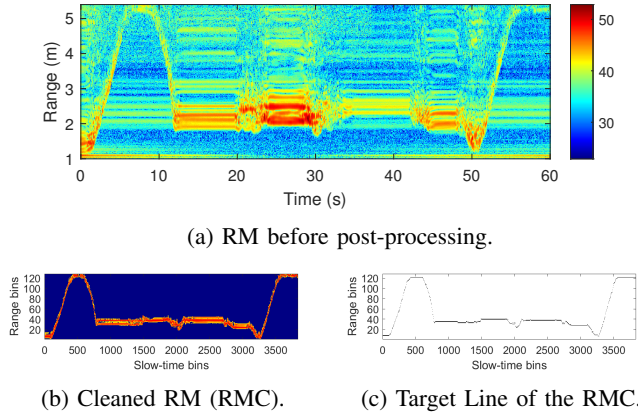 5
4
3
2
1
Range (m)
0 10 20 30 40 50 60
Time (s)
50
40
30
(a) RM before post-processing.
120
100
80
60
40
20
Range bins
500 1000 1500 2000 2500 3000 3500
Slow-time bins
120
100
80
60
40
20
Range bins
500 1000 1500 2000 2500 3000 3500
Slow-time bins
(b) Cleaned RM (RMC).
(c) Target Line of the RMC.